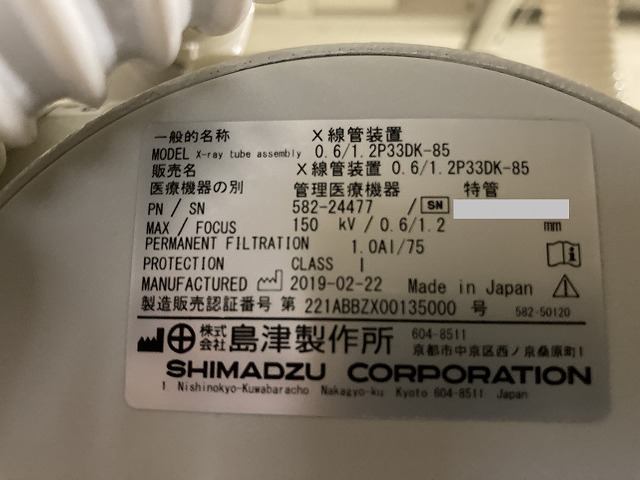 一般的名称 X線管装置
MODEL X-ray tube assembly 0.6/1.2P33DK-85
販売名 X線管装置 0.6/1.2P33DK-85
医療機器の別 管理医療機器 特管
PN / SN 582-24477 / SN
MAX / FOCUS 150 kV / 0.6/1.2 mm
PERMANENT FILTRATION 1.0Al/75
PROTECTION CLASS I
MANUFACTURED 2019-02-22 Made in Japan
製造販売認証番号 第 221ABBZX00135000 号 582-50120
株式会社 島津製作所 604-8511
京都市中京区西ノ京桑原町1
SHIMADZU CORPORATION
1 Nishinokyo-Kuwabaracho Nakagyo-ku Kyoto 604-8511 Japan